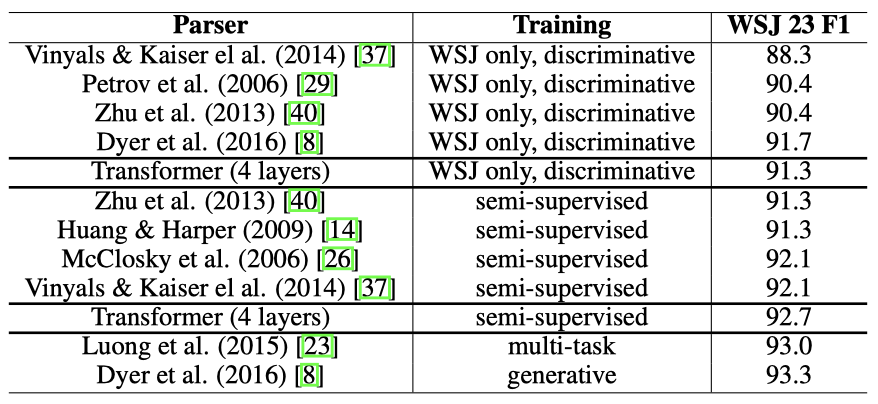 Parser Training WSJ 23 F1
Vinyals & Kaiser el al. (2014) [37] WSJ only, discriminative 88.3
Petrov et al. (2006) [29] WSJ only, discriminative 90.4
Zhu et al. (2013) [40] WSJ only, discriminative 90.4
Dyer et al. (2016) [8] WSJ only, discriminative 91.7
Transformer (4 layers) WSJ only, discriminative 91.3
Zhu et al. (2013) [40] semi-supervised 91.3
Huang & Harper (2009) [14] semi-supervised 91.3
McClosky et al. (2006) [26] semi-supervised 92.1
Vinyals & Kaiser el al. (2014) [37] semi-supervised 92.1
Transformer (4 layers) semi-supervised 92.7
Luong et al. (2015) [23] multi-task 93.0
Dyer et al. (2016) [8] generative 93.3